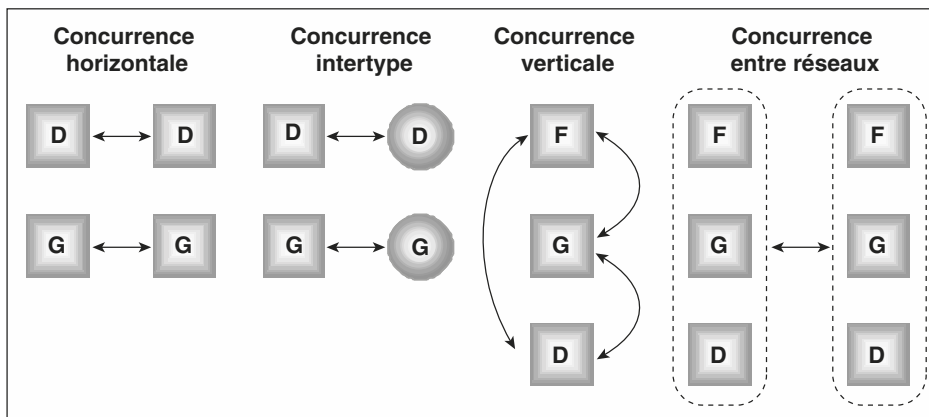 Concurrence
horizontale
Concurrence
intertype
Concurrence
verticale
Concurrence
entre réseaux
D D
D D
F
F F
G G
G G
G
G G
D
D D